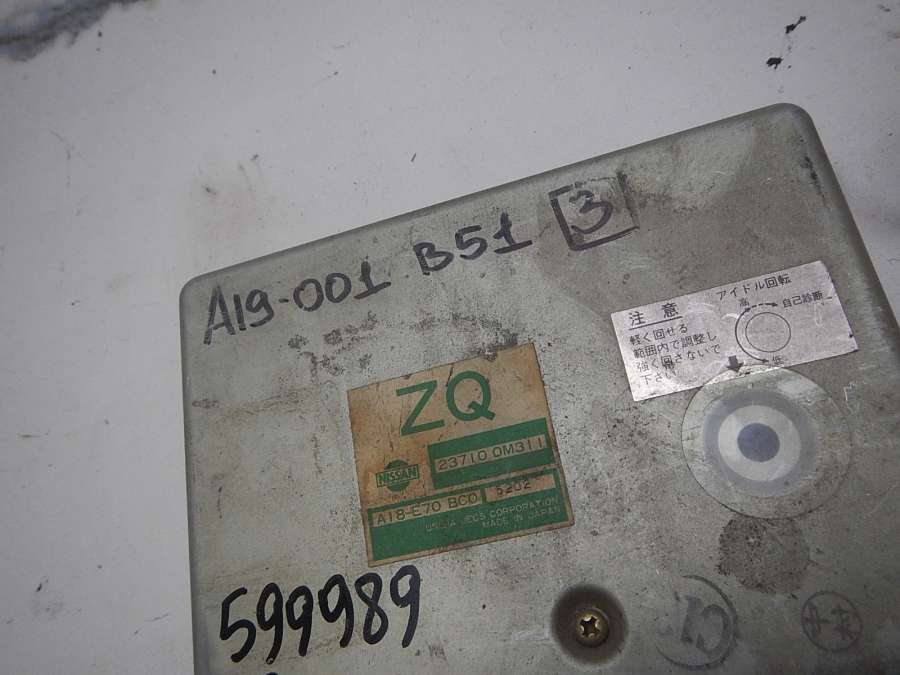 A19-001 B51 3
注意
軽く回せる
範囲内で調整し
強く回さないで
下さい
アイドル回転
高
自己診断
低
ZQ
23710 0M311
NISSAN
A18-E70 BC0 5202
JECS CORPORATION
MADE IN JAPAN
599989